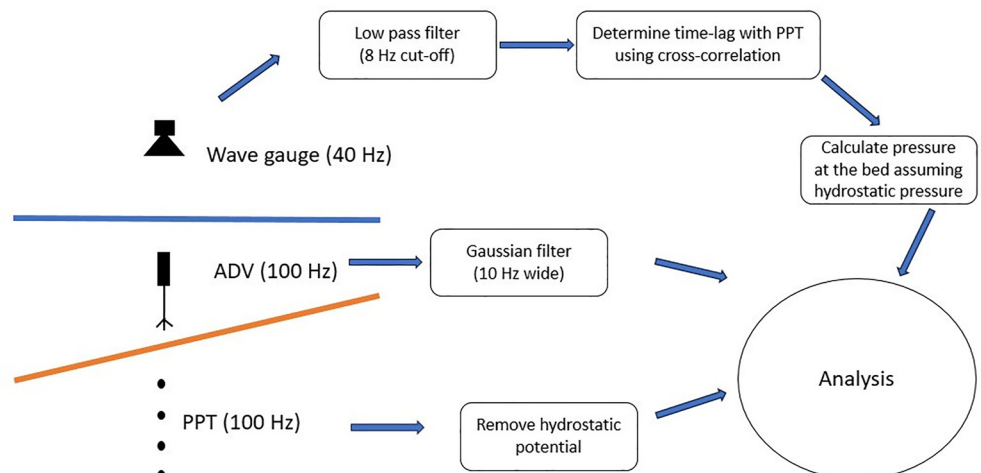 Low pass filter
(8 Hz cut-off)
Determine time-lag with PPT
using cross-correlation
Wave gauge (40 Hz)
Calculate pressure
at the bed assuming
hydrostatic pressure
ADV (100 Hz)
Gaussian filter
(10 Hz wide)
Analysis
PPT (100 Hz)
Remove hydrostatic
potential